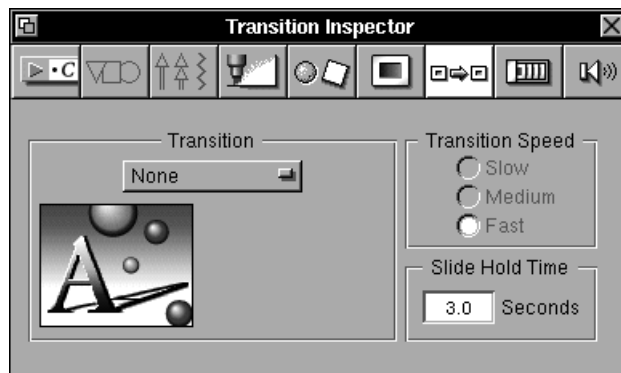 Transition Inspector
·C
Transition
None
A
Transition Speed
Slow
Medium
Fast
Slide Hold Time
3.0 Seconds